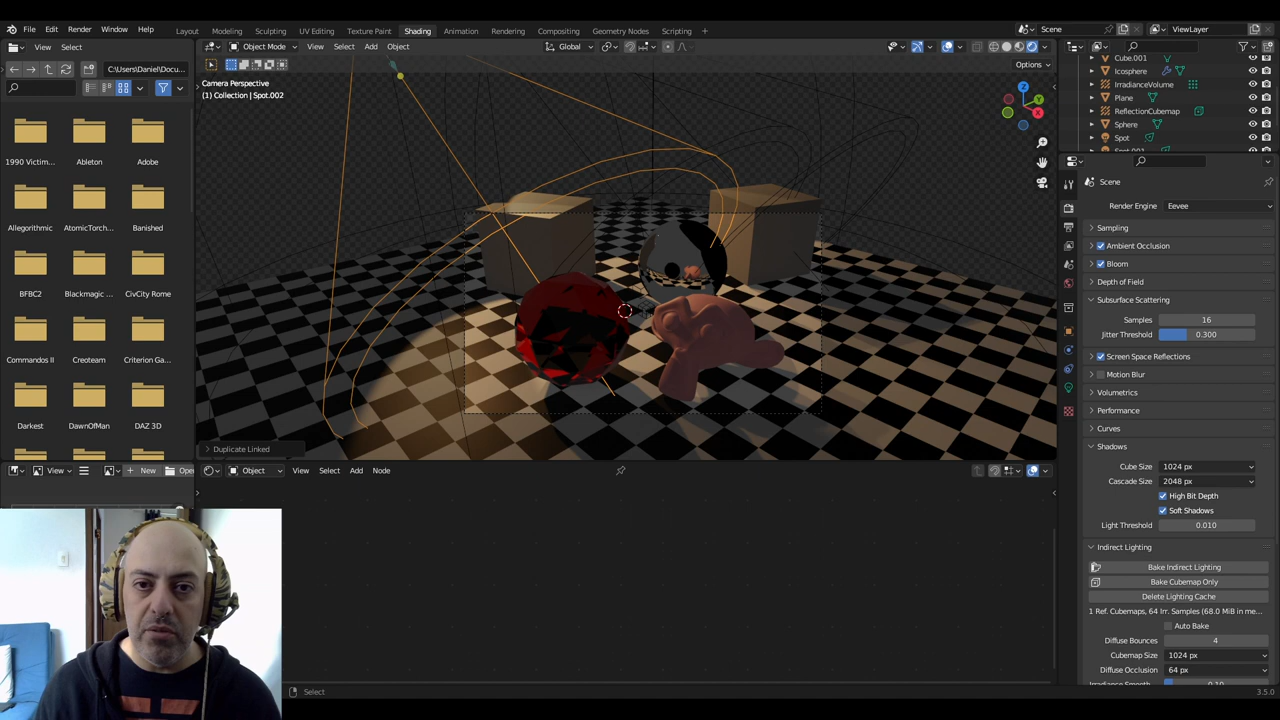 File Edit Render Window Help
Layout Modeling Sculpting UV Editing Texture Paint Shading Animation Rendering Compositing Geometry Nodes Scripting
Scene
ViewLayer
View Select
Object Mode View Select Add Object
Global
C:\Users\Daniel\Docu...
Options
Camera Perspective
(1) Collection | Spot.002
1990 Victim... Ableton Adobe
Allegorithmic AtomicTorch... Banished
BFBC2 Blackmagic ... CivCity Rome
Commandos II Creoteam Criterion Ga...
Darkest DawnOfMan DAZ 3D
X
Y
Z
Duplicate Linked
View New Open
Object View Select Add Node
Select
Cube.001
Icosphere
IrradianceVolume
Plane
ReflectionCubemap
Sphere
Spot
Spot.001
Scene
Render Engine Eevee
Sampling
Ambient Occlusion
Bloom
Depth of Field
Subsurface Scattering
Samples 16
Jitter Threshold 0.300
Screen Space Reflections
Motion Blur
Volumetrics
Performance
Curves
Shadows
Cube Size 1024 px
Cascade Size 2048 px
High Bit Depth
Soft Shadows
Light Threshold 0.010
Indirect Lighting
Bake Indirect Lighting
Bake Cubemap Only
Delete Lighting Cache
1 Ref. Cubemaps, 64 Irr. Samples (68.0 MiB in me...
Auto Bake
Diffuse Bounces 4
Cubemap Size 1024 px
Diffuse Occlusion 64 px
Irradiance Smooth 0.10
3.5.0